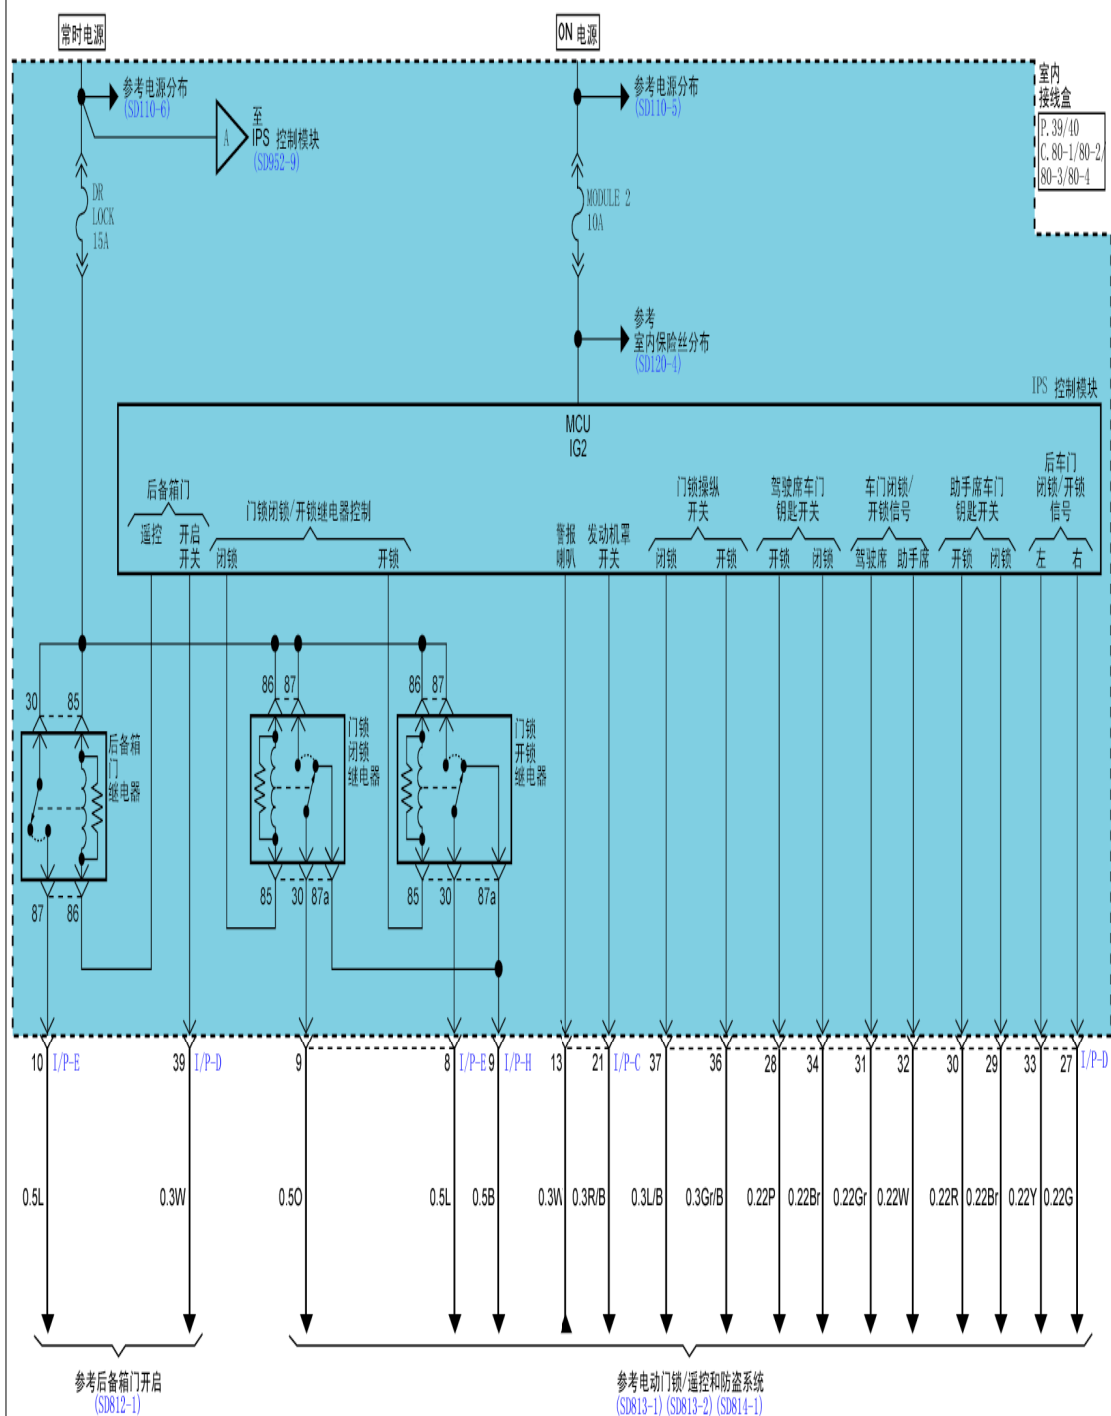 常时电源
ON 电源
参考电源分布
(SD110-6)
至
IPS 控制模块
(SD952-9)
A
DR
LOCK
15A
参考电源分布
(SD110-5)
MODULE 2
10A
参考
室内保险丝分布
(SD120-4)
室内
接线盒
P.39/40
C.80-1/80-2/
80-3/80-4
IPS 控制模块
MCU
IG2
后备箱门
遥控
开启
开关
门锁闭锁/开锁继电器控制
闭锁
开锁
警报
喇叭
发动机罩
开关
门锁操纵
开关
闭锁
开锁
驾驶席车门
钥匙开关
开锁
闭锁
车门闭锁/
开锁信号
驾驶席
助手席
助手席车门
钥匙开关
开锁
闭锁
后车门
闭锁/开锁
信号
左
右
30
85
后备箱
门
继电器
87
86
86
87
门锁
闭锁
继电器
85
30
87a
86
87
门锁
开锁
继电器
85
30
87a
10 I/P-E
39 I/P-D
9
8 I/P-E
9 I/P-H
13
21 I/P-C
37
36
28
34
31
32
30
29
33
27 I/P-D
0.5L
0.3W
0.5O
0.5L
0.5B
0.3W
0.3R/B
0.3L/B
0.3Gr/B
0.22P
0.22Br
0.22Gr
0.22W
0.22R
0.22Br
0.22Y
0.22G
参考后备箱门开启
(SD812-1)
参考电动门锁/遥控和防盗系统
(SD813-1) (SD813-2) (SD814-1)